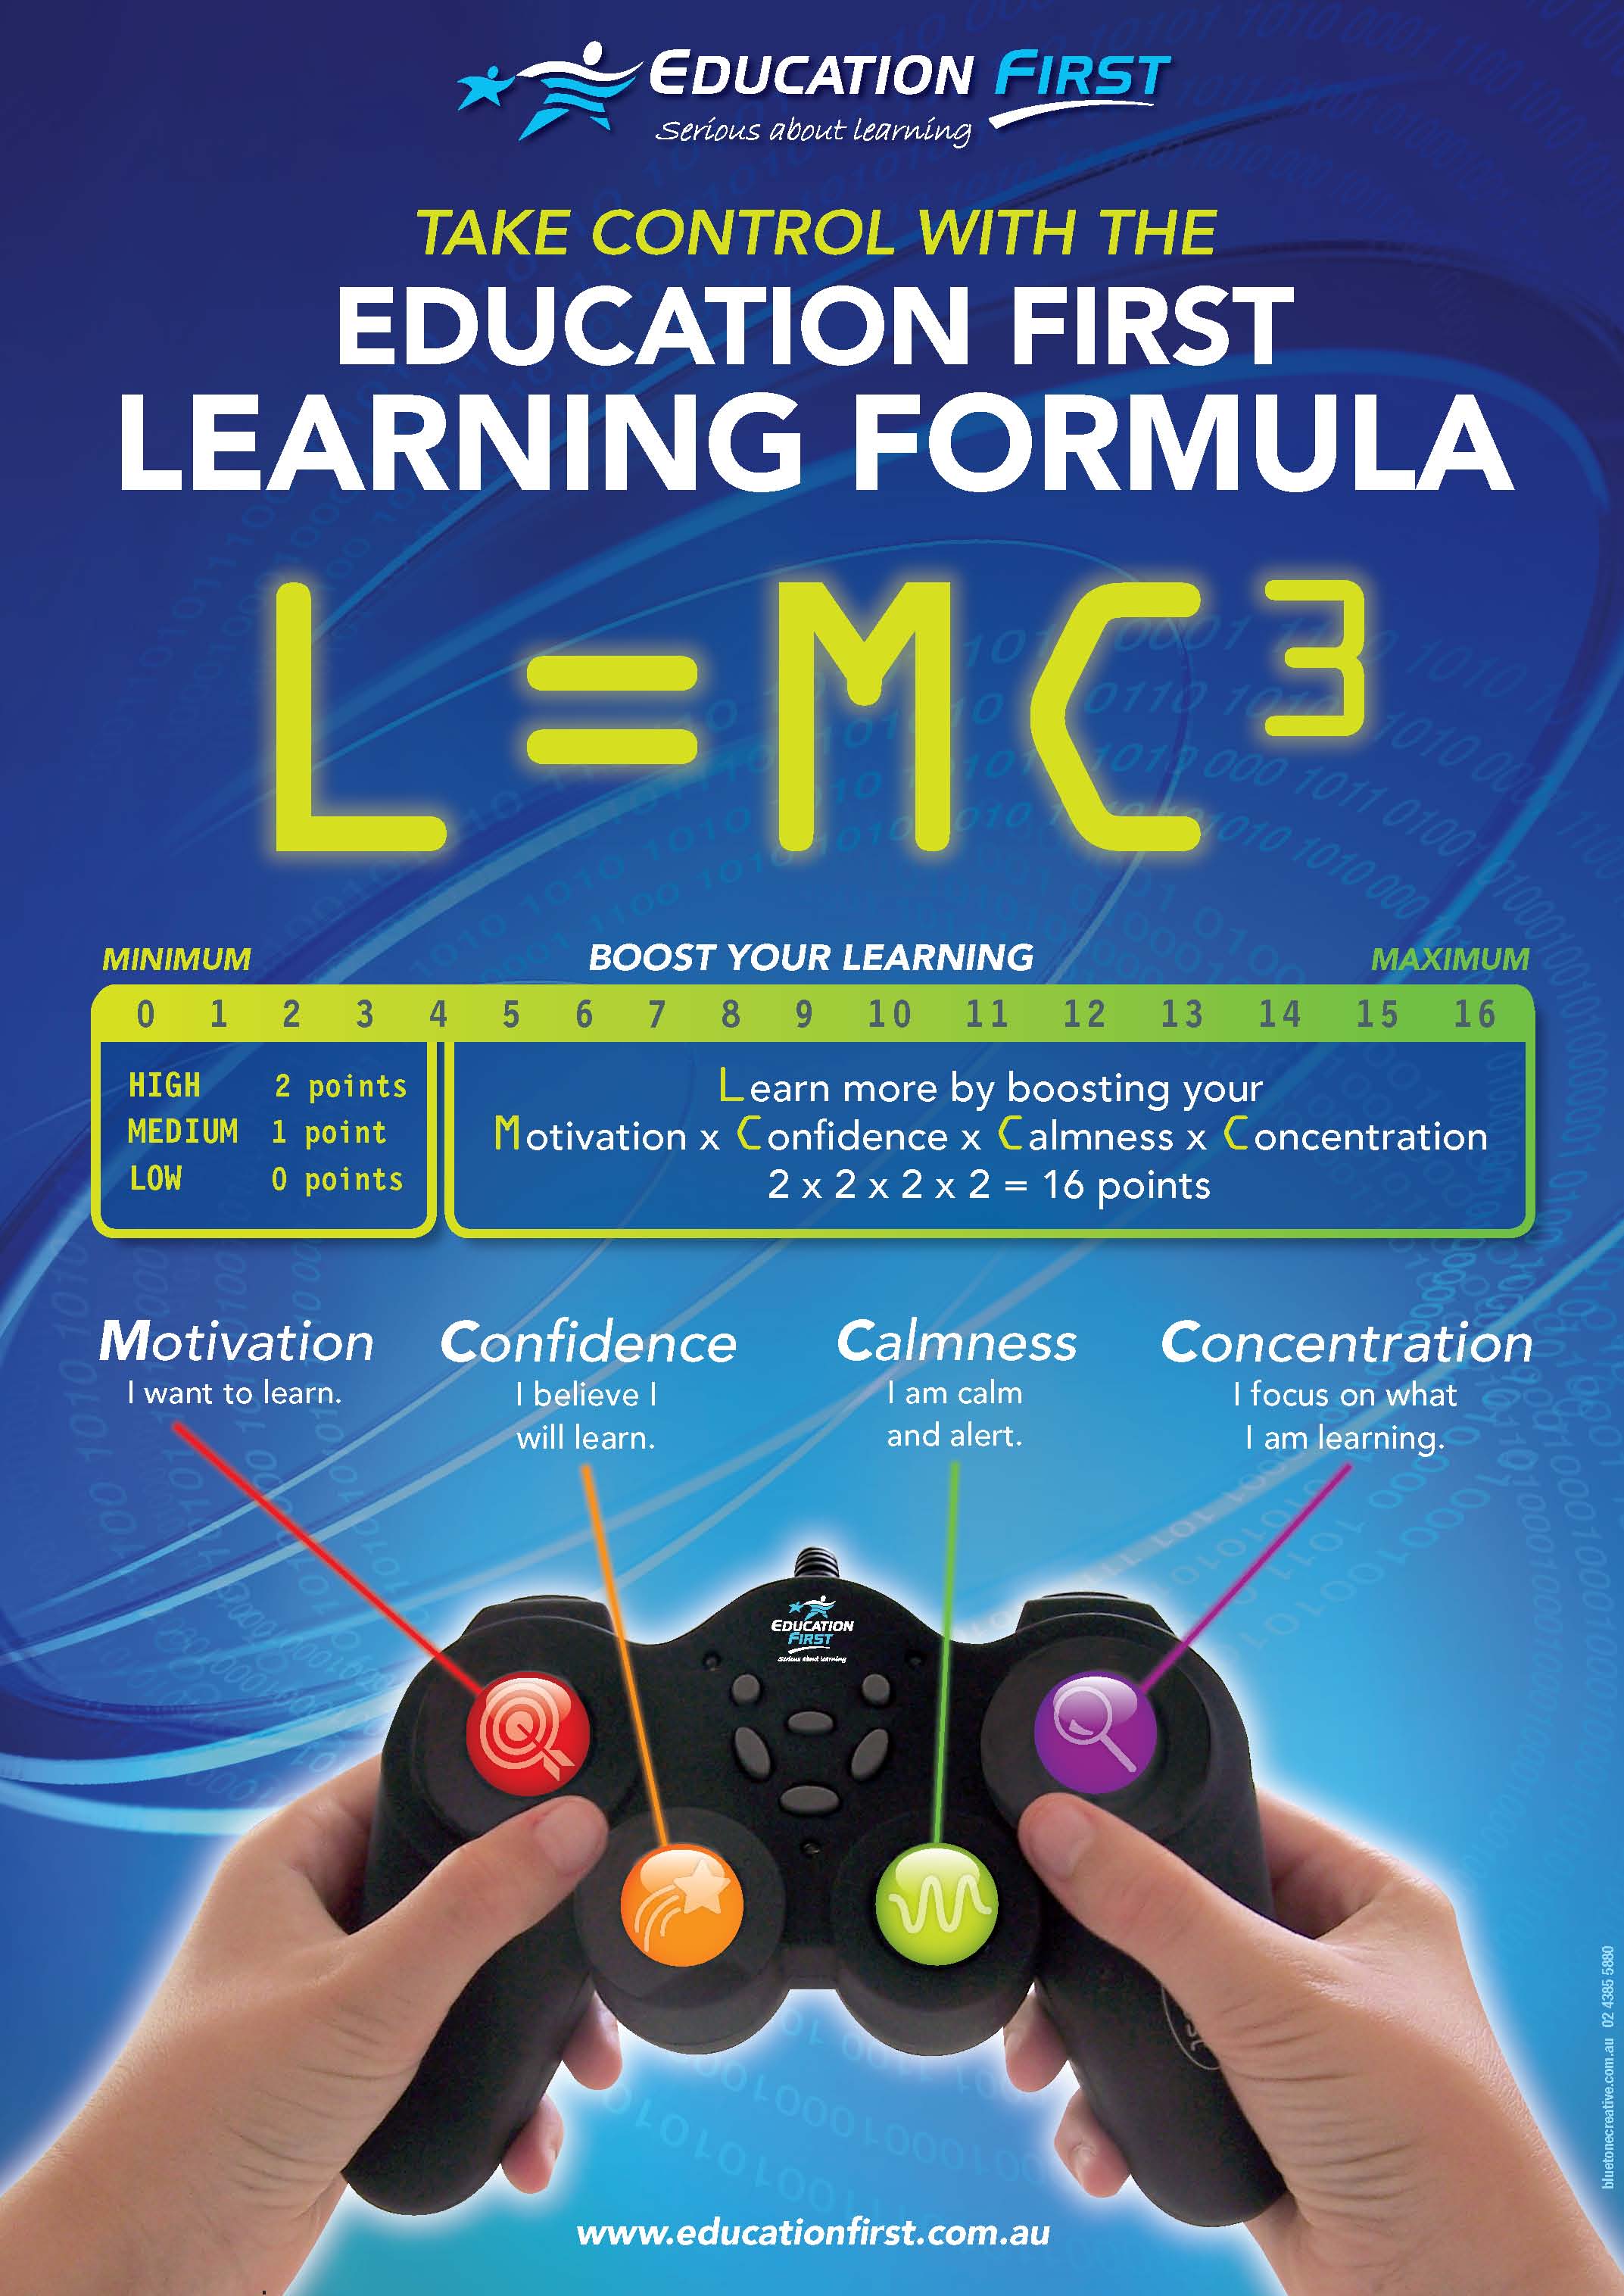 EDUCATION FIRST
Serious about learning
TAKE CONTROL WITH THE
EDUCATION FIRST
LEARNING FORMULA
L=MC³
MINIMUM BOOST YOUR LEARNING MAXIMUM
0 1 2 3 4 5 6 7 8 9 10 11 12 13 14 15 16
HIGH 2 points
MEDIUM 1 point
LOW 0 points
Learn more by boosting your
Motivation x Confidence x Calmness x Concentration
2 x 2 x 2 x 2 = 16 points
Motivation
I want to learn.
Confidence
I believe I
will learn.
Calmness
I am calm
and alert.
Concentration
I focus on what
I am learning.
EDUCATION
FIRST
Serious about learning
www.educationfirst.com.au
bluetonecreative.com.au 02 4385 5880